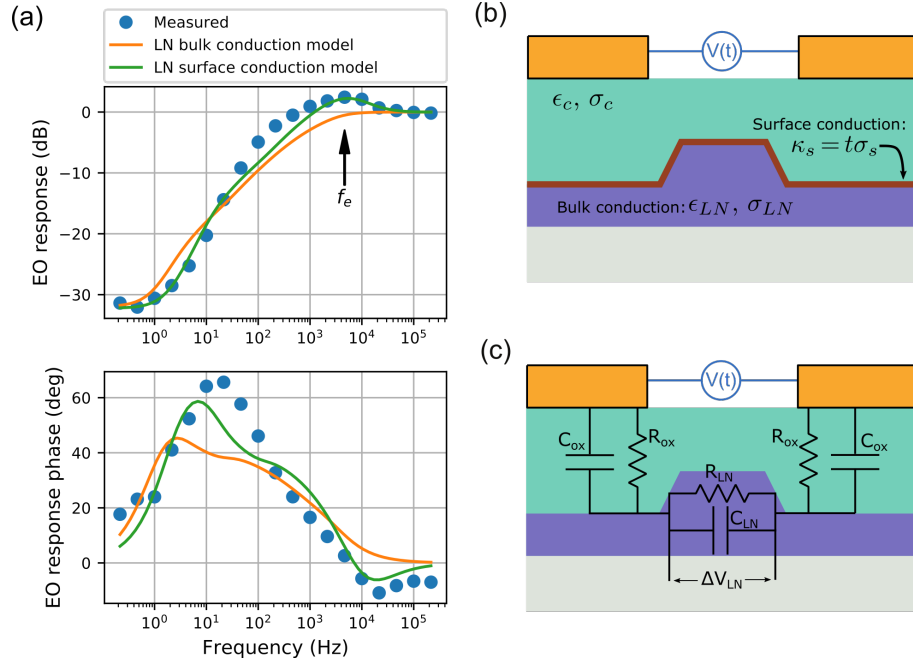 (a)
Measured
LN bulk conduction model
LN surface conduction model
EO response (dB)
0
−10
−20
−30
f_e
10^0 10^1 10^2 10^3 10^4 10^5
EO response phase (deg)
60
40
20
0
10^0 10^1 10^2 10^3 10^4 10^5
Frequency (Hz)
(b)
V(t)
ϵ_c, σ_c
Surface conduction:
κ_s = tσ_s
Bulk conduction: ϵ_LN, σ_LN
(c)
V(t)
C_ox R_ox R_ox C_ox
R_LN
C_LN
ΔV_LN